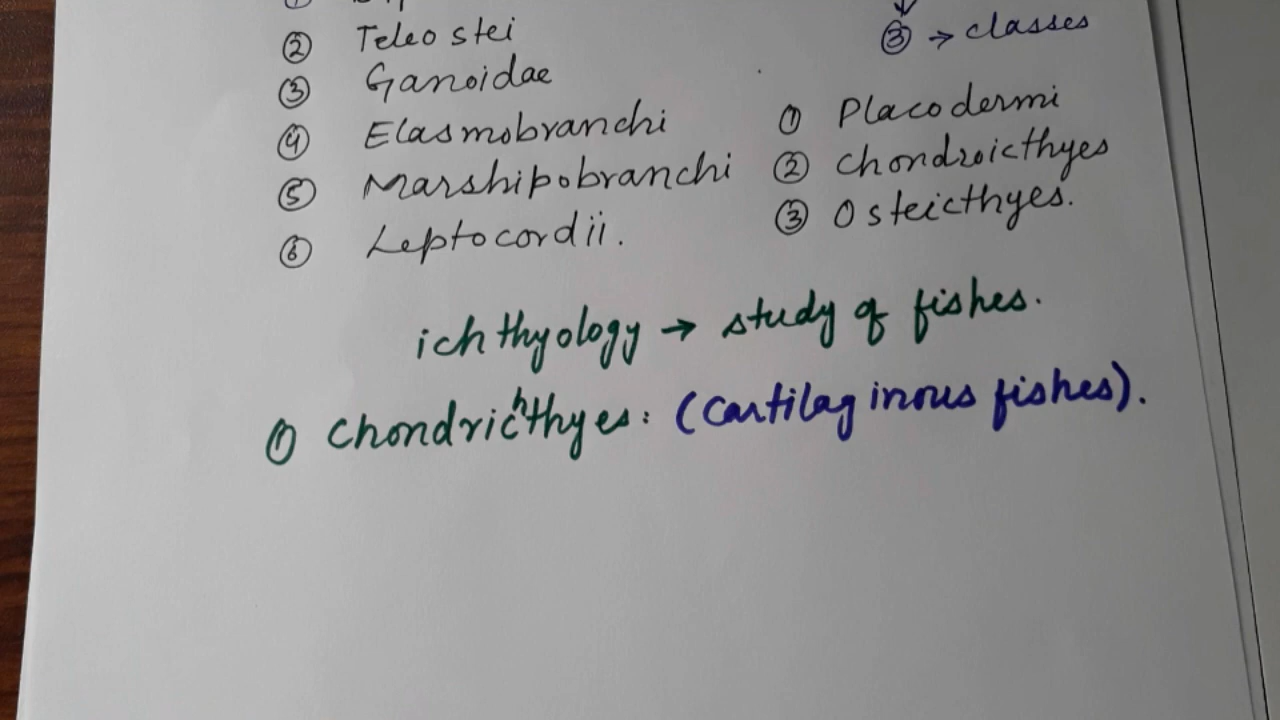 ② Teleostei
③ Ganoidae
④ Elasmobranchi
⑤ Marshipobranchi
⑥ Leptocordii.
③ → classes
① Placodermi
② Chondroicthyes
③ Osteicthyes.
ichthyology → study of fishes.
① Chondrichthyes: (Cartilaginous fishes).